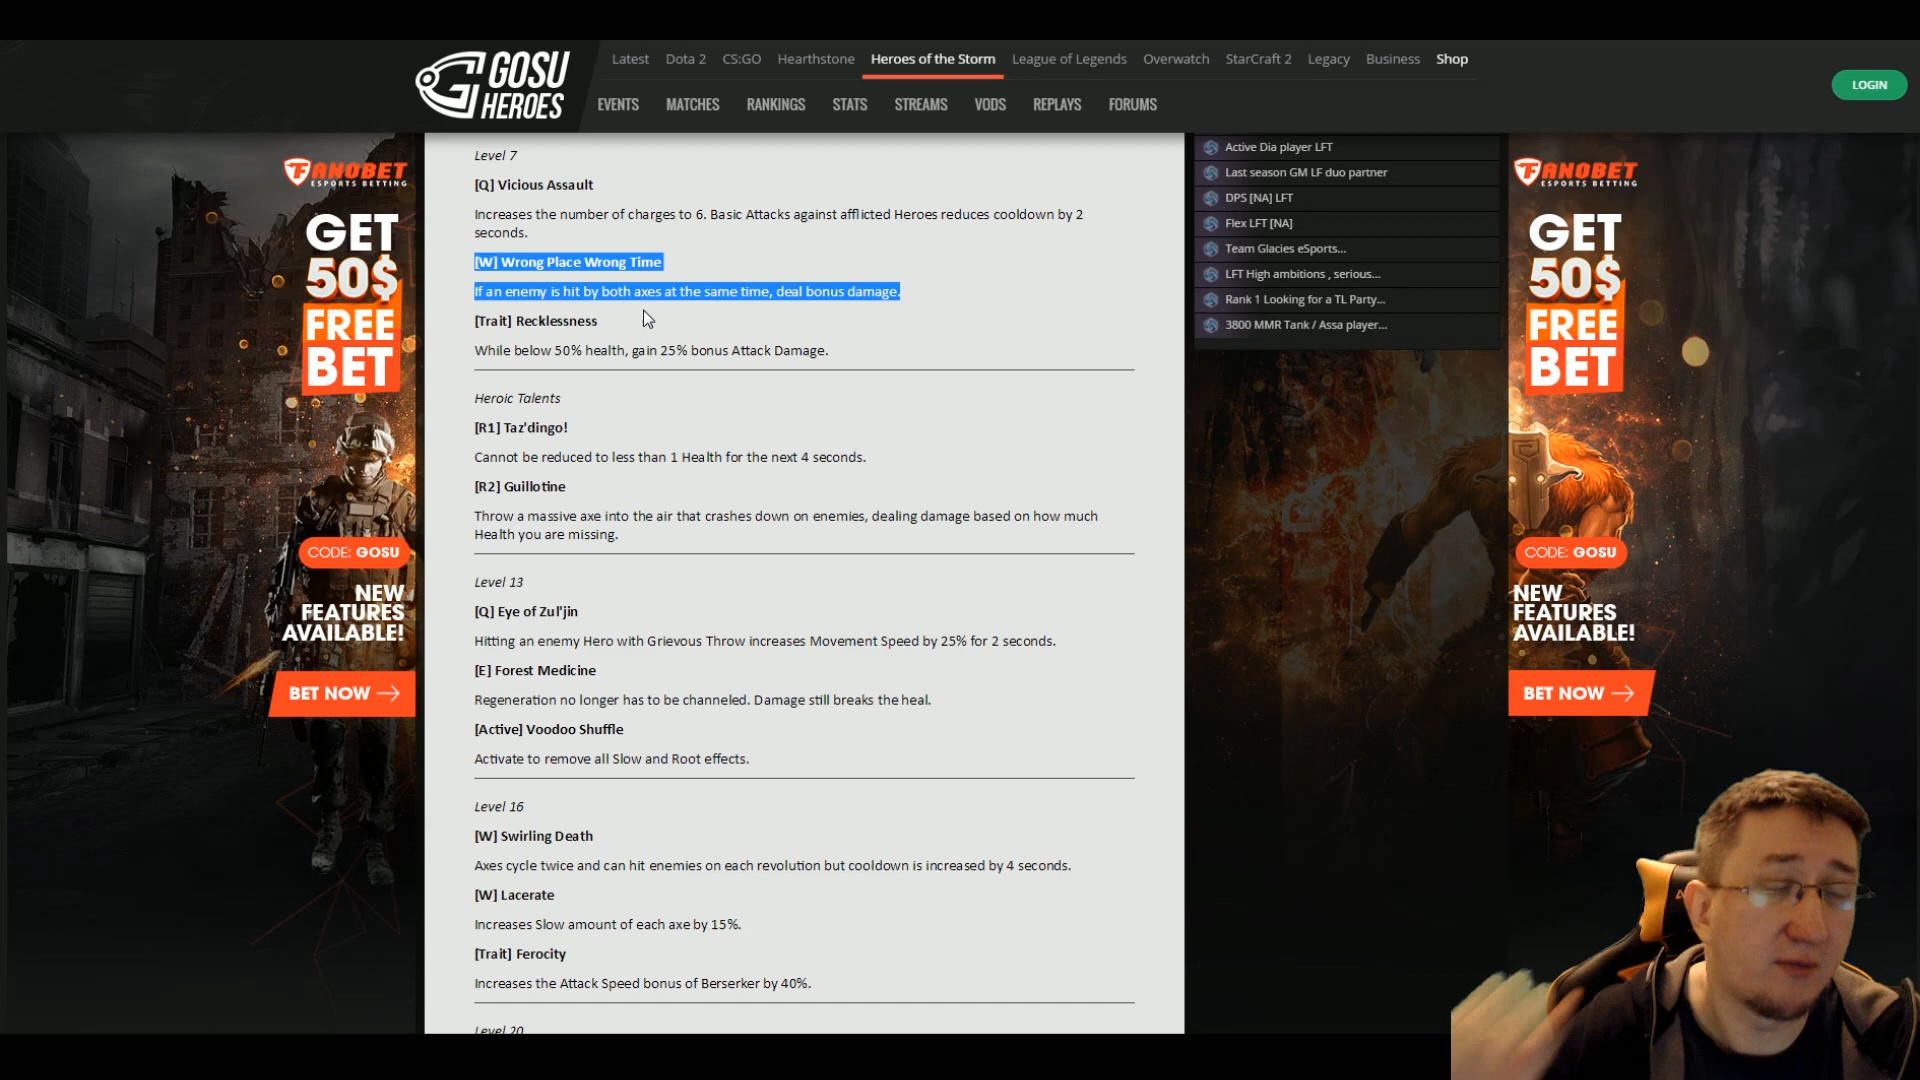 GOSU
HEROES
Latest Dota 2 CS:GO Hearthstone Heroes of the Storm League of Legends Overwatch StarCraft 2 Legacy Business Shop
EVENTS MATCHES RANKINGS STATS STREAMS VODS REPLAYS FORUMS
LOGIN
FANOBET
ESPORTS BETTING
GET
50$
FREE
BET
CODE: GOSU
NEW
FEATURES
AVAILABLE!
BET NOW
Level 7
[Q] Vicious Assault
Increases the number of charges to 6. Basic Attacks against afflicted Heroes reduces cooldown by 2
seconds.
[W] Wrong Place Wrong Time
If an enemy is hit by both axes at the same time, deal bonus damage.
[Trait] Recklessness
While below 50% health, gain 25% bonus Attack Damage.
Heroic Talents
[R1] Taz'dingo!
Cannot be reduced to less than 1 Health for the next 4 seconds.
[R2] Guillotine
Throw a massive axe into the air that crashes down on enemies, dealing damage based on how much
Health you are missing.
Level 13
[Q] Eye of Zul'jin
Hitting an enemy Hero with Grievous Throw increases Movement Speed by 25% for 2 seconds.
[E] Forest Medicine
Regeneration no longer has to be channeled. Damage still breaks the heal.
[Active] Voodoo Shuffle
Activate to remove all Slow and Root effects.
Level 16
[W] Swirling Death
Axes cycle twice and can hit enemies on each revolution but cooldown is increased by 4 seconds.
[W] Lacerate
Increases Slow amount of each axe by 15%.
[Trait] Ferocity
Increases the Attack Speed bonus of Berserker by 40%.
Level 20
Active Dia player LFT
Last season GM LF duo partner
DPS [NA] LFT
Flex LFT [NA]
Team Glacies eSports...
LFT High ambitions , serious...
Rank 1 Looking for a TL Party...
3800 MMR Tank / Assa player...
FANOBET
ESPORTS BETTING
GET
50$
FREE
BET
CODE: GOSU
NEW
FEATURES
AVAILABLE!
BET NOW